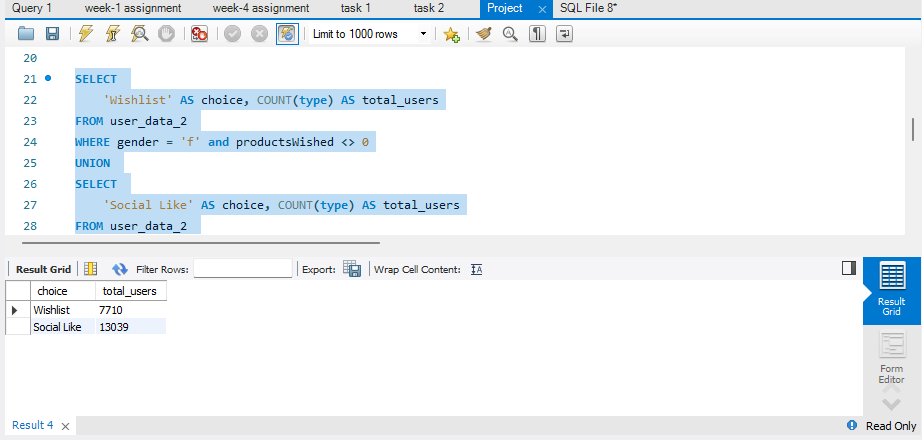 Query 1 week-1 assignment week-4 assignment task 1 task 2 Project SQL File 8*
Limit to 1000 rows
20
21 SELECT
22 'Wishlist' AS choice, COUNT(type) AS total_users
23 FROM user_data_2
24 WHERE gender = 'f' and productsWished <> 0
25 UNION
26 SELECT
27 'Social Like' AS choice, COUNT(type) AS total_users
28 FROM user_data_2
Result Grid Filter Rows: Export: Wrap Cell Content:
choice total_users
Wishlist 7710
Social Like 13039
Result
Grid
Form
Editor
Result 4 Read Only